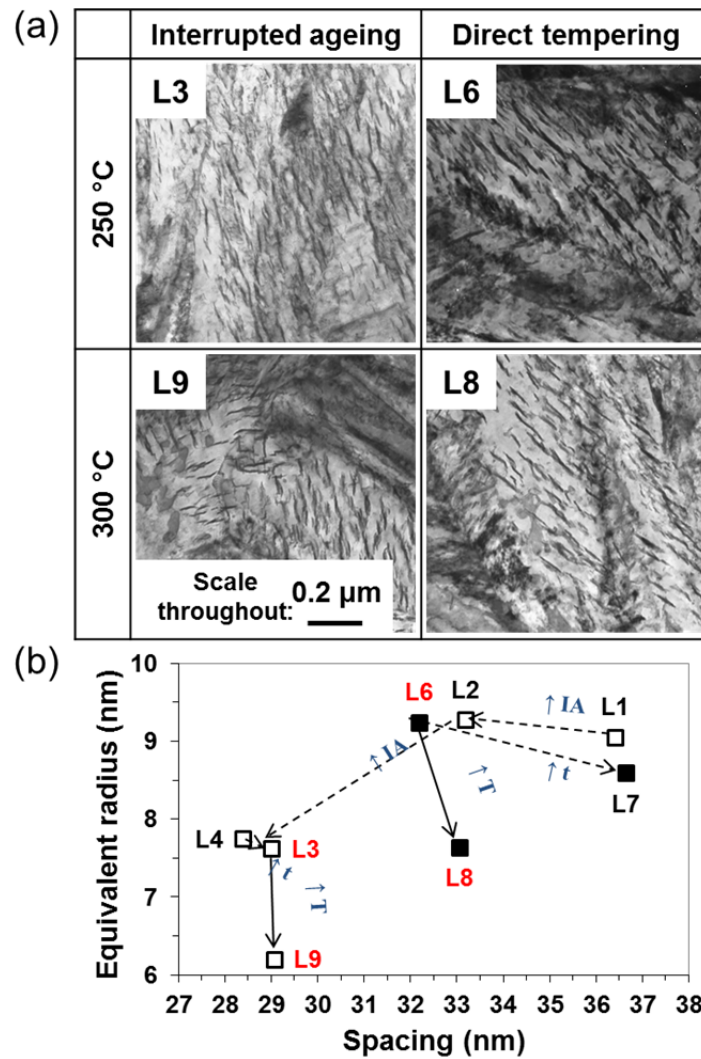 (a)
Interrupted ageing
Direct tempering
250 °C
L3
L6
300 °C
L9
L8
Scale throughout: 0.2 µm
(b)
Equivalent radius (nm)
10
9
8
7
6
L6
L2
L1
↑ IA
↑ IA
↑ t
↑ T
L7
L4
L3
L8
↑ t
↑ T
L9
27 28 29 30 31 32 33 34 35 36 37 38
Spacing (nm)